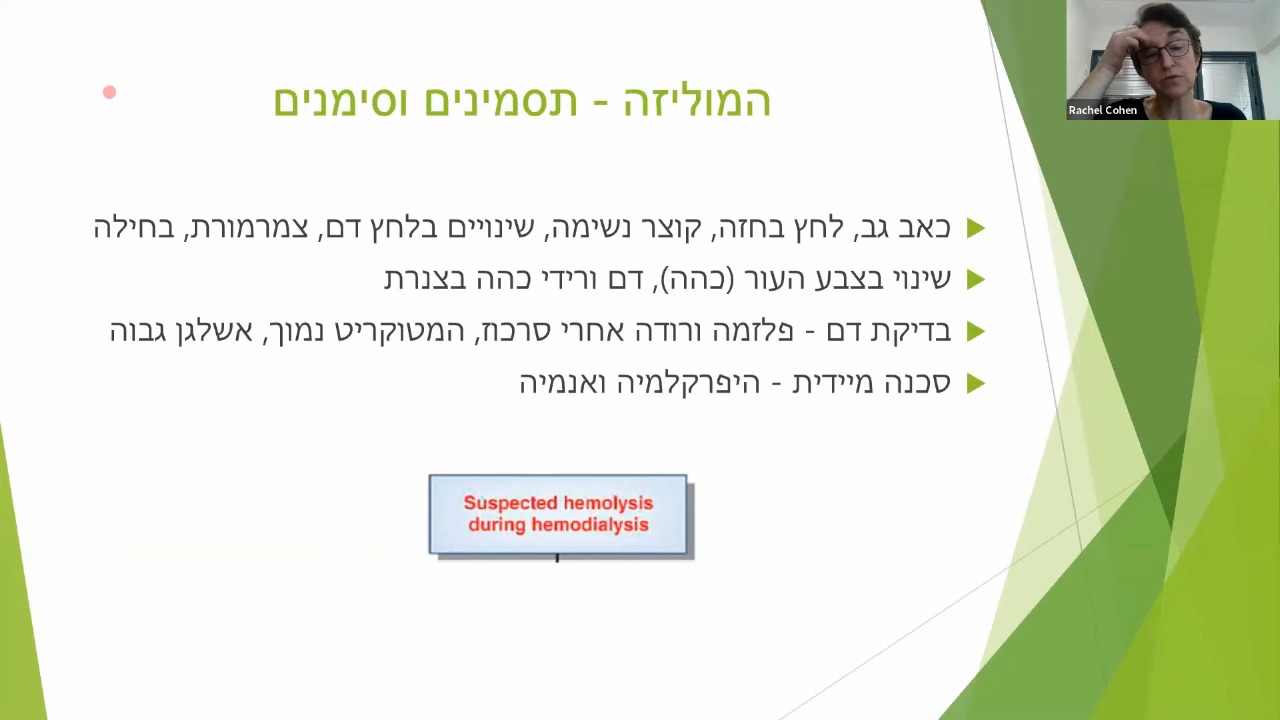 Rachel Cohen
המוליזה - תסמינים וסימנים
כאב גב, לחץ בחזה, קוצר נשימה, שינויים בלחץ דם, צמרמורת, בחילה
שינוי בצבע העור (כהה), דם ורידי כהה בצנרת
בדיקת דם - פלזמה ורודה אחרי סרכוז, המטוקריט נמוך, אשלגן גבוה
סכנה מיידית - היפרקלמיה ואנמיה
Suspected hemolysis
during hemodialysis